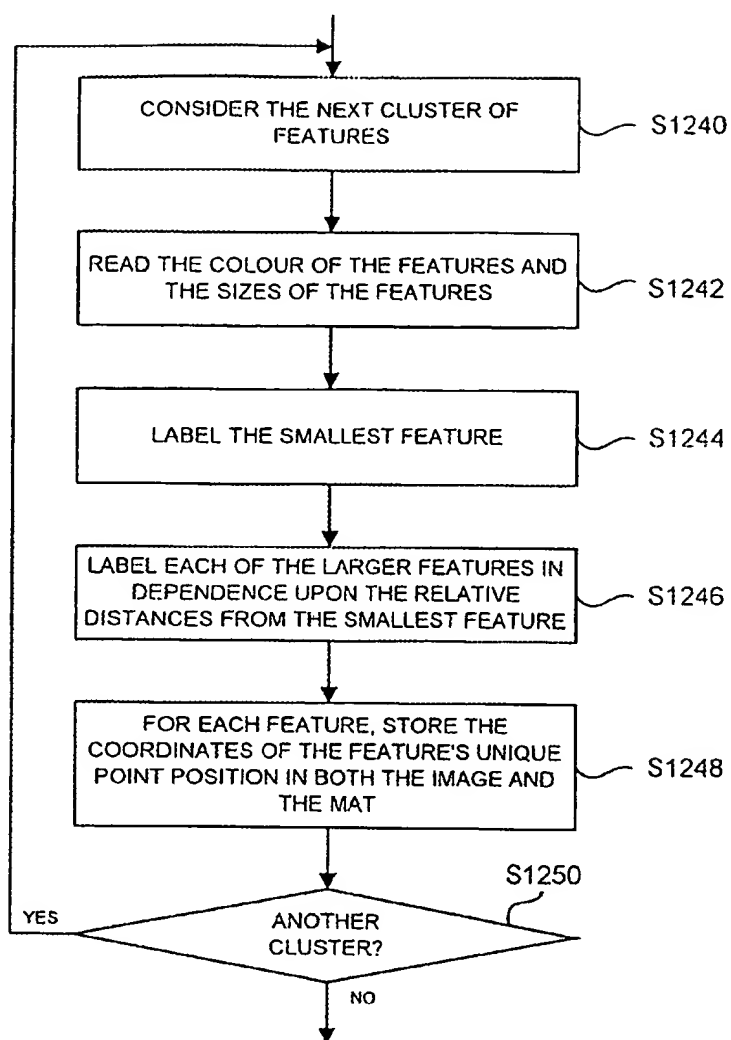 CONSIDER THE NEXT CLUSTER OF
FEATURES
S1240
READ THE COLOUR OF THE FEATURES AND
THE SIZES OF THE FEATURES
S1242
LABEL THE SMALLEST FEATURE
S1244
LABEL EACH OF THE LARGER FEATURES IN
DEPENDENCE UPON THE RELATIVE
DISTANCES FROM THE SMALLEST FEATURE
S1246
FOR EACH FEATURE, STORE THE
COORDINATES OF THE FEATURE'S UNIQUE
POINT POSITION IN BOTH THE IMAGE AND
THE MAT
S1248
S1250
YES
ANOTHER
CLUSTER?
NO